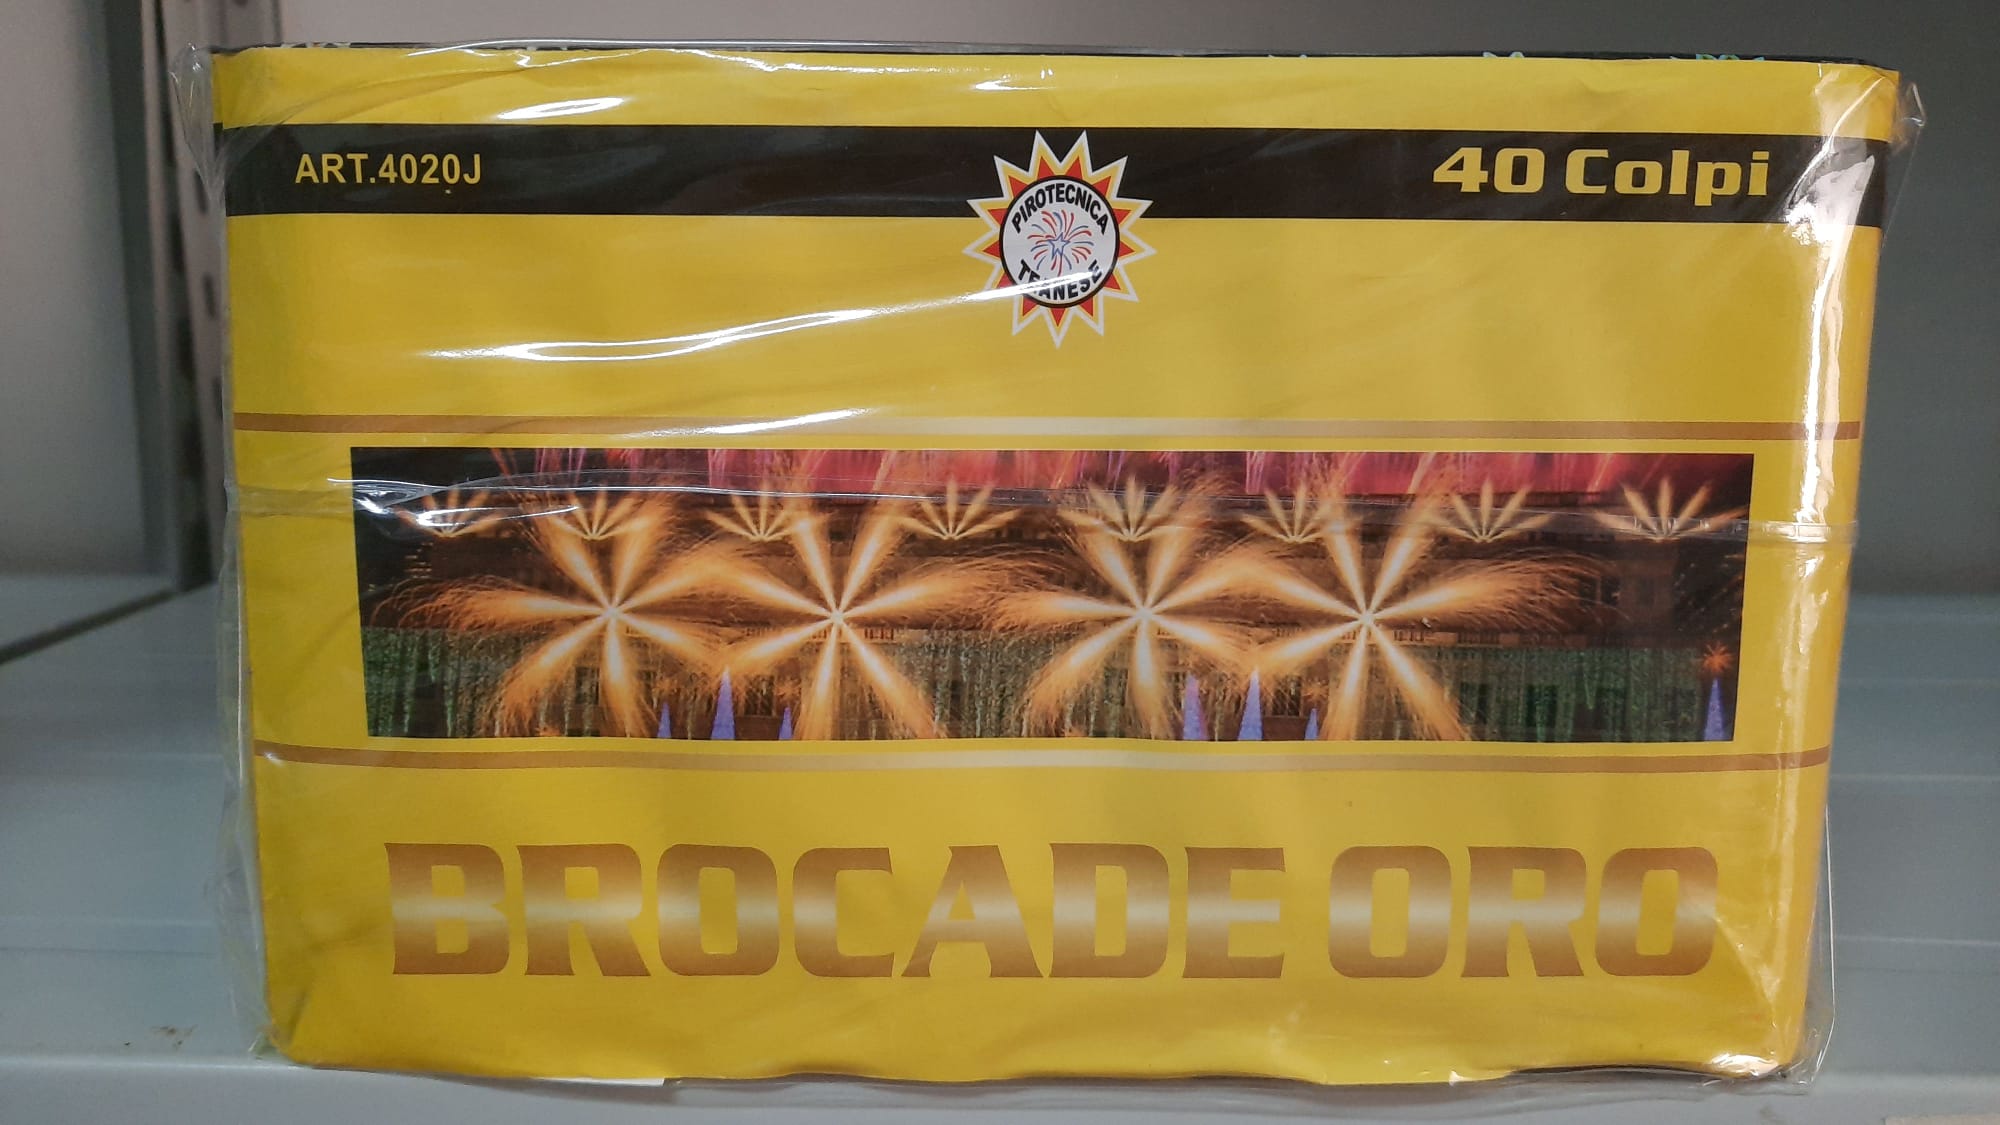 ART.4020J
40 Colpi
PIROTECNICA
TEANESE
BROCADE ORO